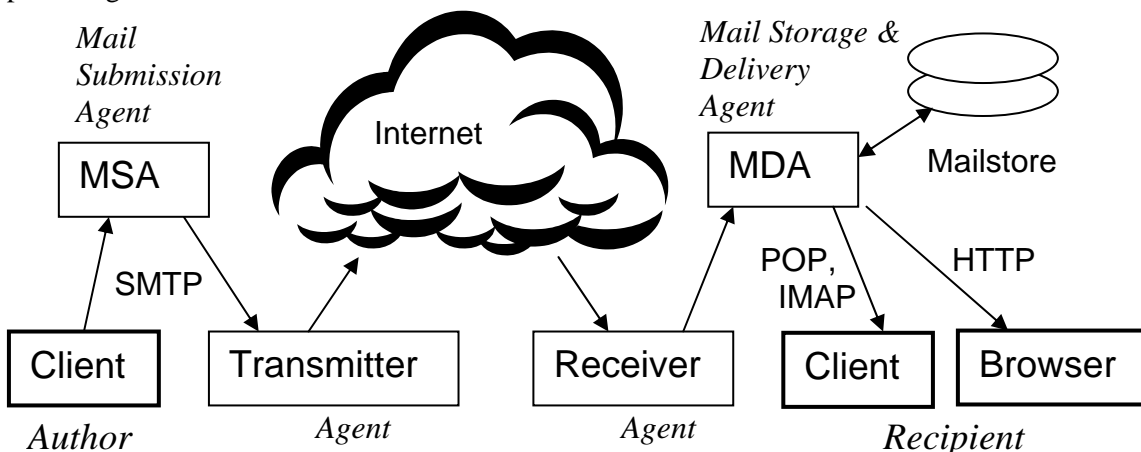 Mail
Submission
Agent
Mail Storage &
Delivery
Agent
Internet
MSA
MDA
Mailstore
SMTP
POP,
IMAP
HTTP
Client
Transmitter
Receiver
Client
Browser
Author
Agent
Agent
Recipient